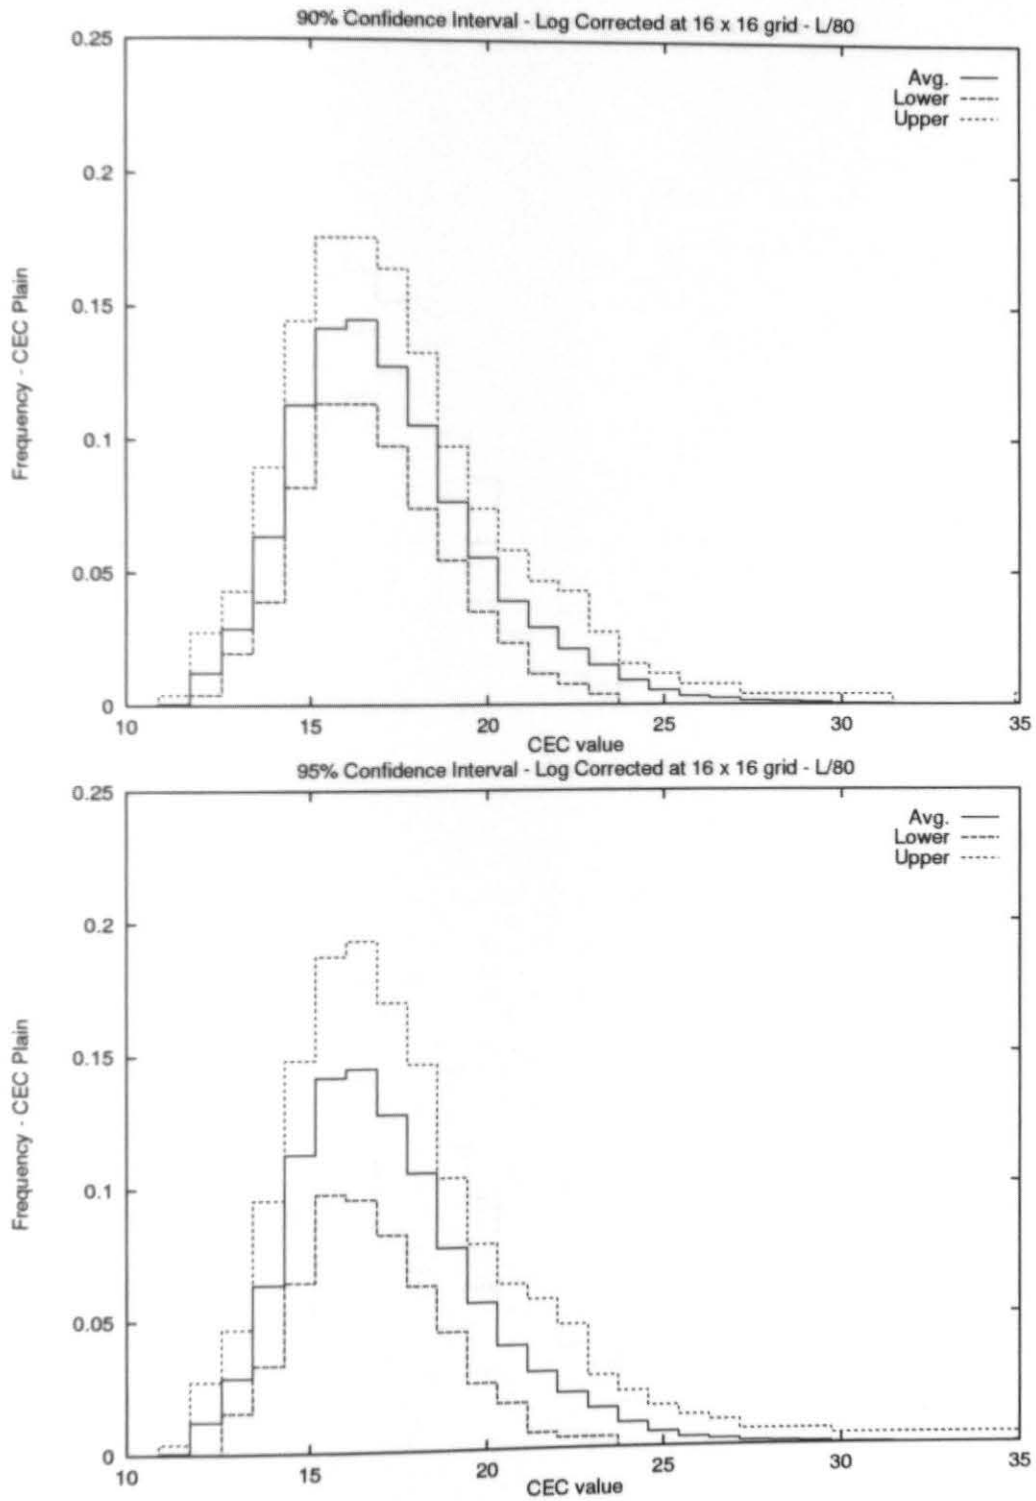 90% Confidence Interval - Log Corrected at 16 x 16 grid - L/80
0.25
Avg.
Lower
Upper
0.2
0.15
Frequency - CEC Plain
0.1
0.05
0
10 15 20 25 30 35
CEC value
95% Confidence Interval - Log Corrected at 16 x 16 grid - L/80
0.25
Avg.
Lower
Upper
0.2
0.15
Frequency - CEC Plain
0.1
0.05
0
10 15 20 25 30 35
CEC value